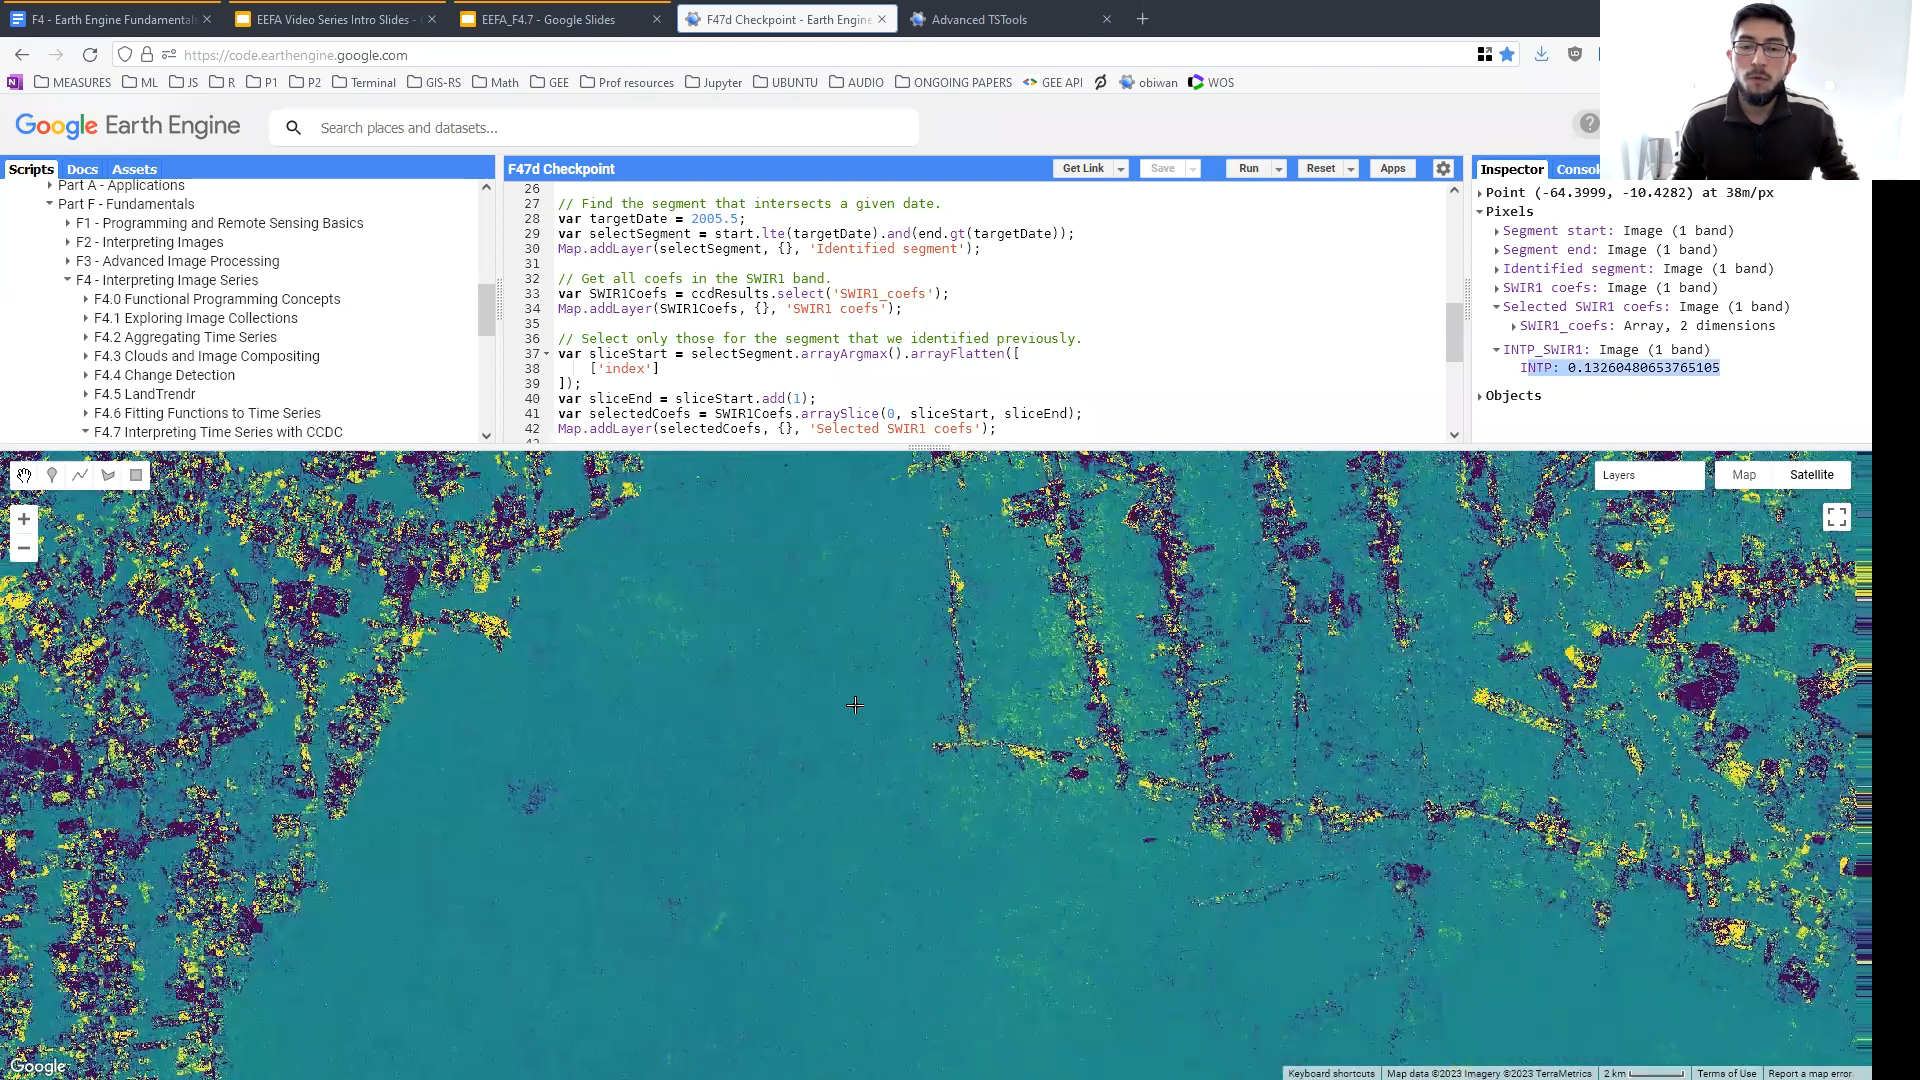 F4 - Earth Engine Fundamental
EEFA Video Series Intro Slides -
EEFA_F4.7 - Google Slides
F47d Checkpoint - Earth Engine
Advanced TSTools
https://code.earthengine.google.com
MEASURES
ML
JS
R
P1
P2
Terminal
GIS-RS
Math
GEE
Prof resources
Jupyter
UBUNTU
AUDIO
ONGOING PAPERS
GEE API
obiwan
WOS
Google Earth Engine
Search places and datasets...
Scripts
Docs
Assets
Part A - Applications
Part F - Fundamentals
F1 - Programming and Remote Sensing Basics
F2 - Interpreting Images
F3 - Advanced Image Processing
F4 - Interpreting Image Series
F4.0 Functional Programming Concepts
F4.1 Exploring Image Collections
F4.2 Aggregating Time Series
F4.3 Clouds and Image Compositing
F4.4 Change Detection
F4.5 LandTrendr
F4.6 Fitting Functions to Time Series
F4.7 Interpreting Time Series with CCDC
F47d Checkpoint
Get Link
Save
Run
Reset
Apps
26
27 // Find the segment that intersects a given date.
28 var targetDate = 2005.5;
29 var selectSegment = start.lte(targetDate).and(end.gt(targetDate));
30 Map.addLayer(selectSegment, {}, 'Identified segment');
31
32 // Get all coefs in the SWIR1 band.
33 var SWIR1Coefs = ccdResults.select('SWIR1_coefs');
34 Map.addLayer(SWIR1Coefs, {}, 'SWIR1 coefs');
35
36 // Select only those for the segment that we identified previously.
37 var sliceStart = selectSegment.arrayArgmax().arrayFlatten([
38 ['index']
39 ]);
40 var sliceEnd = sliceStart.add(1);
41 var selectedCoefs = SWIR1Coefs.arraySlice(0, sliceStart, sliceEnd);
42 Map.addLayer(selectedCoefs, {}, 'Selected SWIR1 coefs');
Inspector
Consol
Point (-64.3999, -10.4282) at 38m/px
Pixels
Segment start: Image (1 band)
Segment end: Image (1 band)
Identified segment: Image (1 band)
SWIR1 coefs: Image (1 band)
Selected SWIR1 coefs: Image (1 band)
SWIR1_coefs: Array, 2 dimensions
INTP_SWIR1: Image (1 band)
INTP: 0.13260480653765105
Objects
Layers
Map
Satellite
Google
Keyboard shortcuts
Map data ©2023 Imagery ©2023 TerraMetrics
2 km
Terms of Use
Report a map error